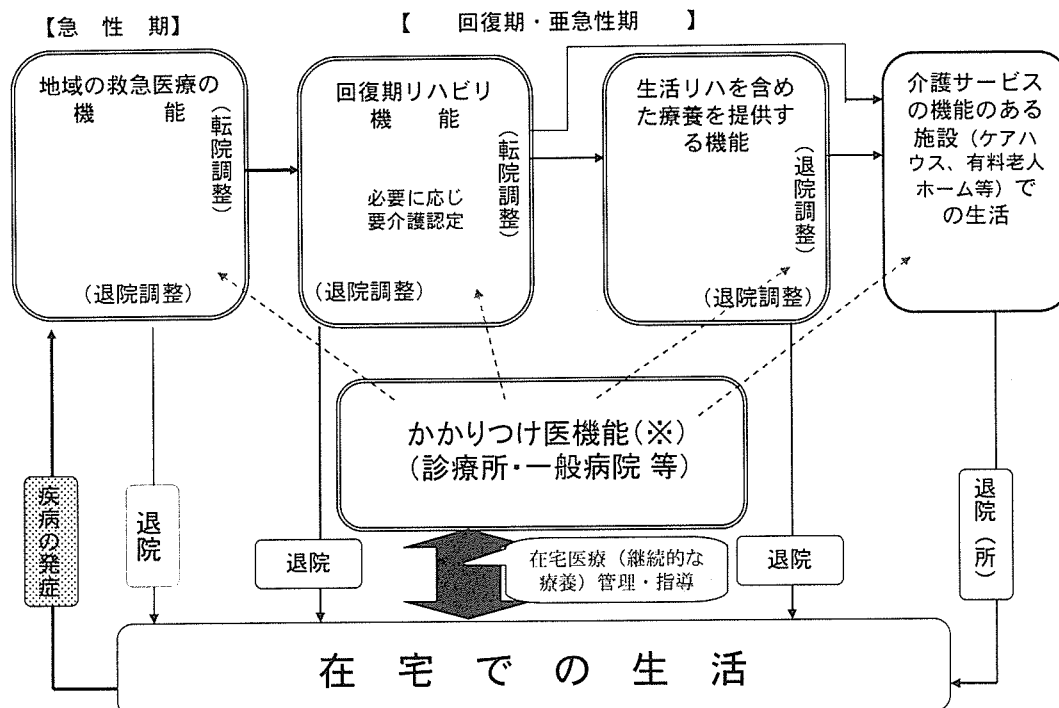 【急 性 期】
【 回復期・亜急性期 】
地域の救急医療の
機 能
（転院調整）
（退院調整）
回復期リハビリ
機 能
（転院調整）
必要に応じ
要介護認定
（退院調整）
生活リハを含め
た療養を提供す
る機能
（退院調整）
（退院調整）
介護サービス
の機能のある
施設（ケアハ
ウス、有料老人
ホーム等）で
の生活
かかりつけ医機能（※）
（診療所・一般病院 等）
疾病の発症
退院
退院
在宅医療（継続的な
療養）管理・指導
退院
退院（所）
在 宅 で の 生 活